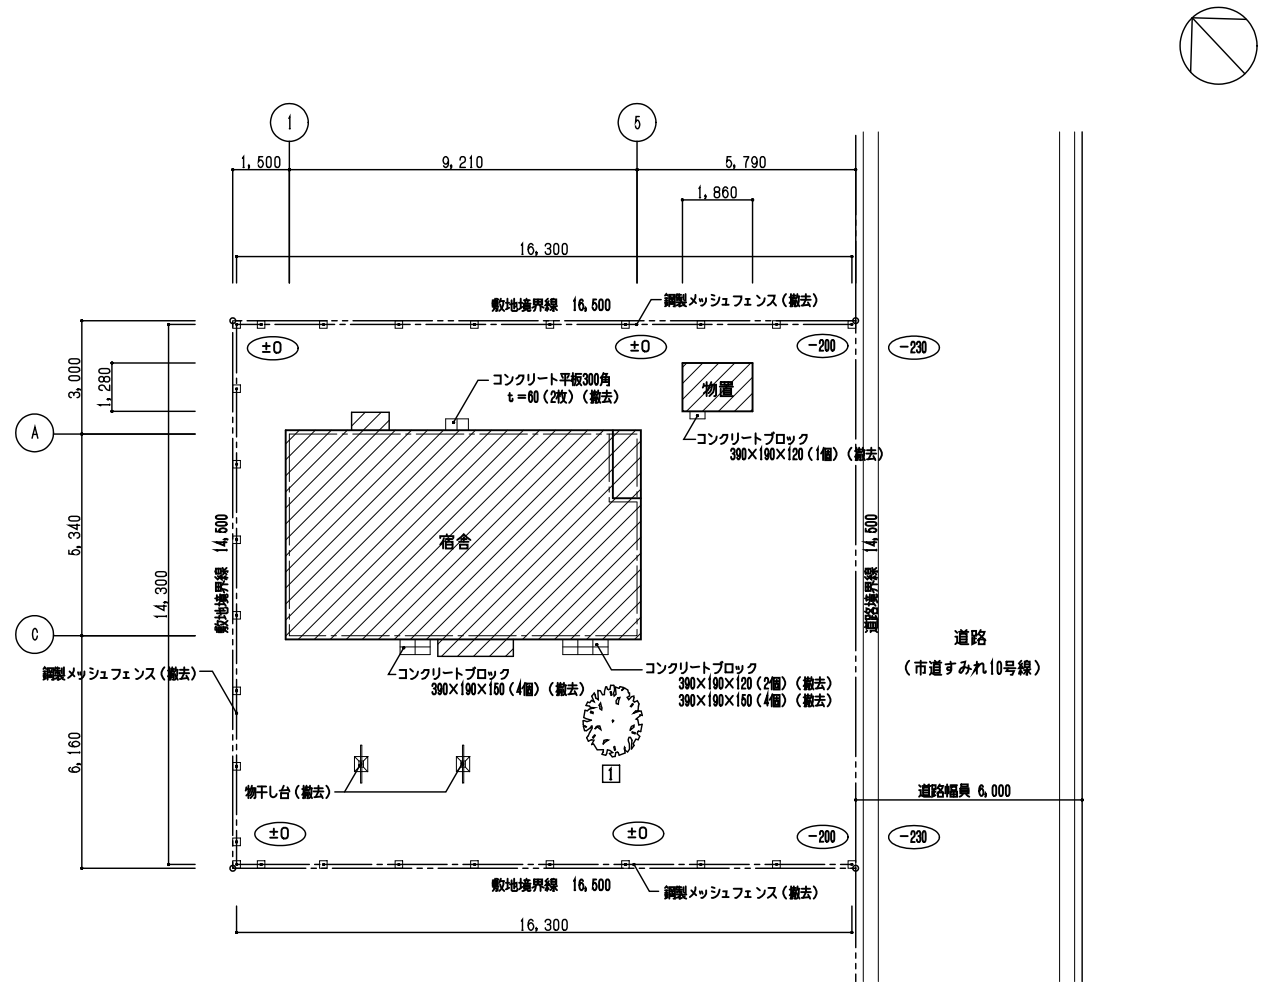 1
5
1,500
9,210
5,790
1,860
16,300
敷地境界線 16,500
鋼製メッシュフェンス(撤去)
±0
±0
-200
-230
3,000
1,280
コンクリート平板300角
t=60(2枚)(撤去)
物置
A
コンクリートブロック
390×190×120(1個)(撤去)
敷地境界線 14,500
5,340
14,300
宿舎
道路境界線 14,500
C
道路
(市道すみれ10号線)
鋼製メッシュフェンス(撤去)
コンクリートブロック
390×190×150(4個)(撤去)
コンクリートブロック
390×190×120(2個)(撤去)
390×190×150(4個)(撤去)
6,160
1
物干し台(撤去)
道路幅員 6,000
±0
±0
-200
-230
敷地境界線 16,500
鋼製メッシュフェンス(撤去)
16,300